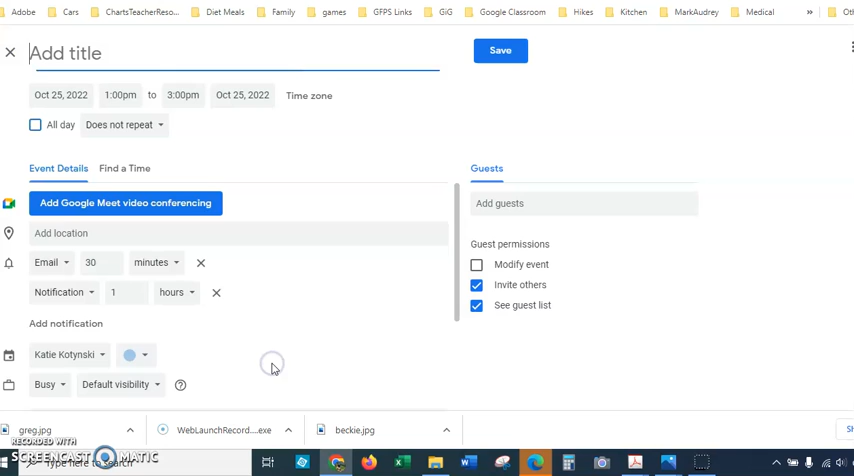 Adobe Cars ChartsTeacherReso... Diet Meals Family games GFPS Links GiG Google Classroom Hikes Kitchen MarkAudrey Medical »
Add title Save
Oct 25, 2022 1:00pm to 3:00pm Oct 25, 2022 Time zone
All day Does not repeat
Event Details Find a Time Guests
Add Google Meet video conferencing Add guests
Add location
Guest permissions
Email 30 minutes Modify event
Invite others
Notification 1 hours See guest list
Add notification
Katie Kotynski
Busy Default visibility
greg.jpg WebLaunchRecord....exe beckie.jpg
RECORDED WITH
SCREENCAST MATIC
Type here to search